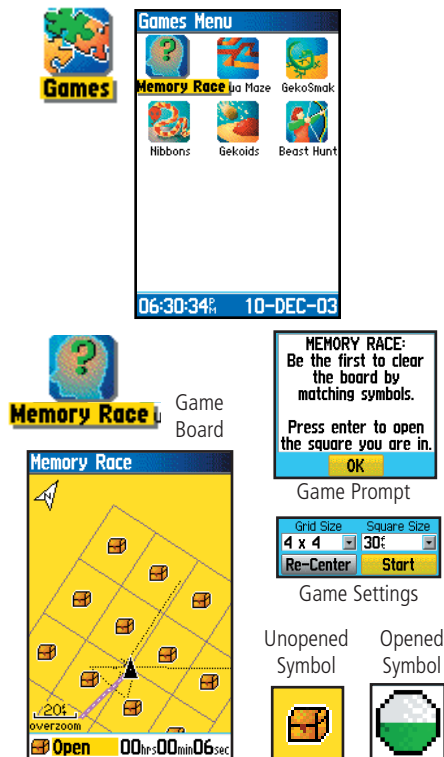 Games
Games Menu
Memory Race ua Maze GekoSmak
Nibbons Gekoids Beast Hunt
06:30:34PM 10-DEC-03
Memory Race
Game
Board
MEMORY RACE:
Be the first to clear
the board by
matching symbols.
Press enter to open
the square you are in.
OK
Game Prompt
Memory Race
20ft
overzoom
Open 00hrs00min06sec
Grid Size Square Size
4 x 4 30ft
Re-Center Start
Game Settings
Unopened
Symbol
Opened
Symbol